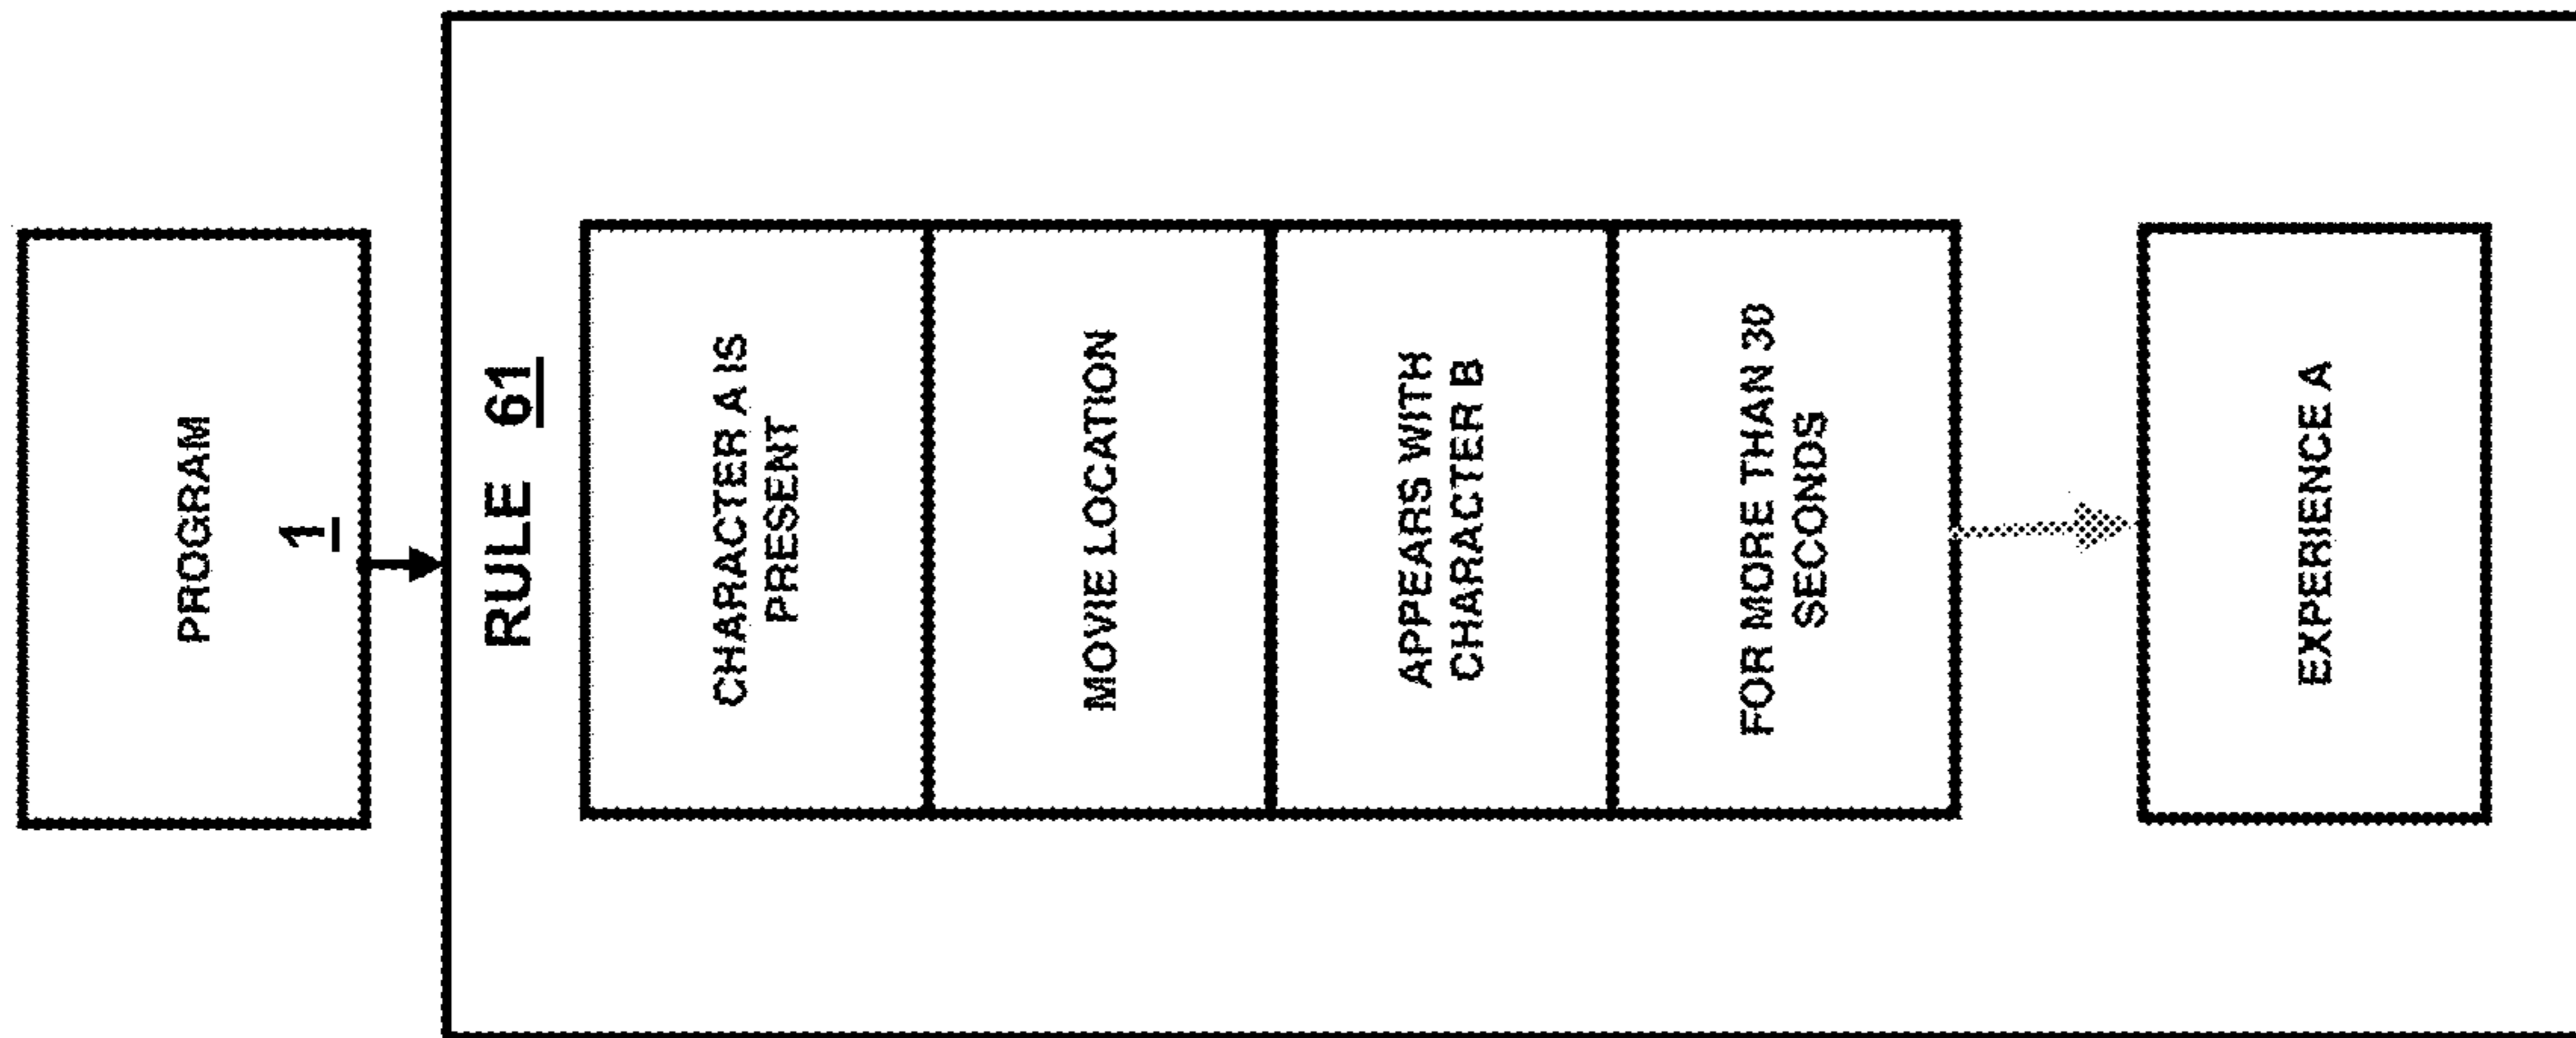 PROGRAM
1
RULE 61
CHARACTER A IS
PRESENT
MOVIE LOCATION
APPEARS WITH
CHARACTER B
FOR MORE THAN 30
SECONDS
EXPERIENCE A